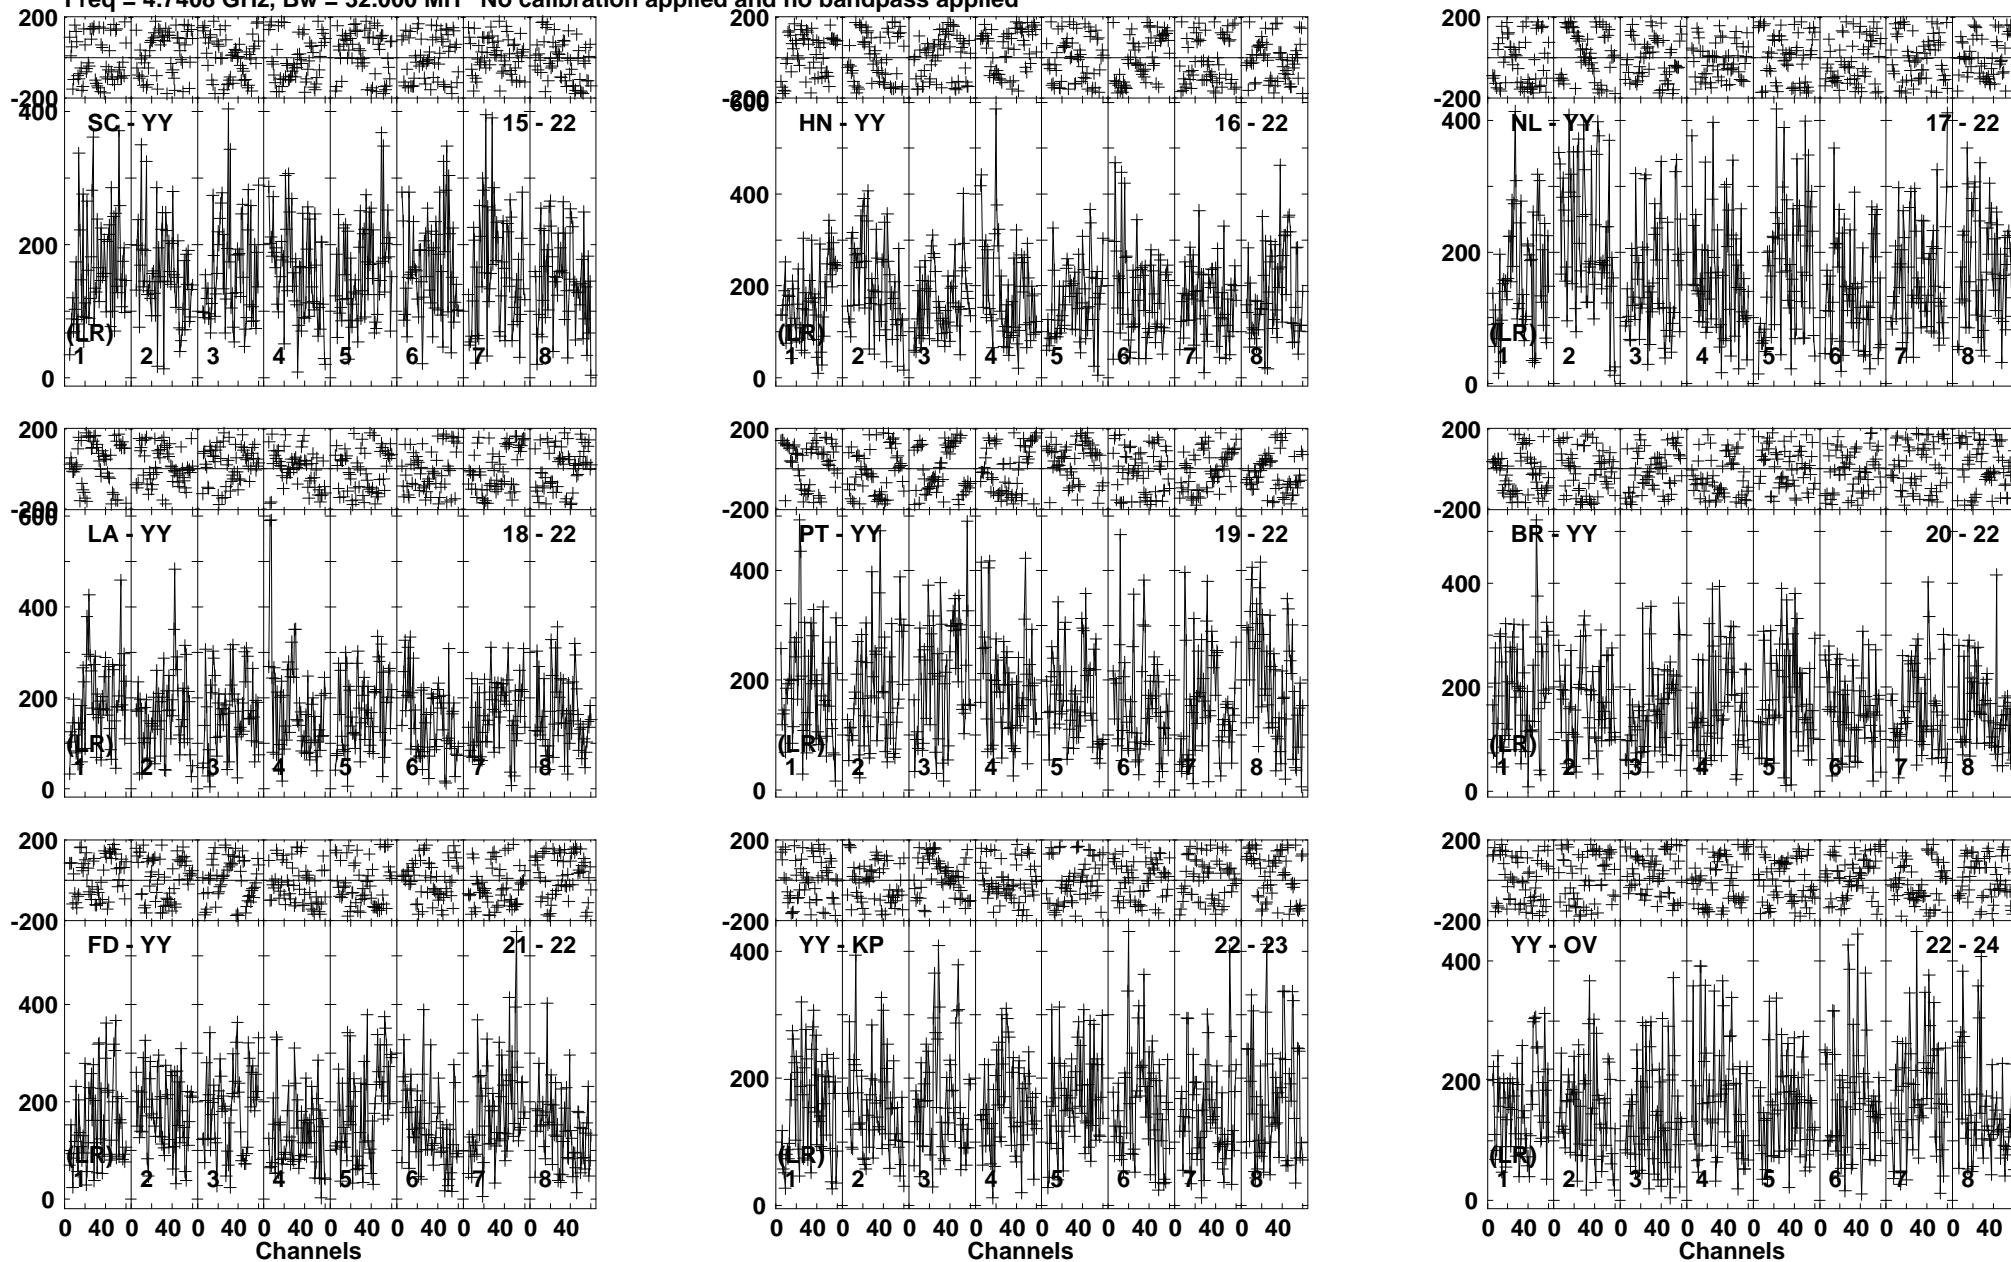 Freq = 4.7408 GHz, Bw = 32.000 MH No calibration applied and no bandpass applied
200 200 200
-200 -200 -200
400 600 400
SC - YY 15 - 22 HN - YY 16 - 22 NL - YY 17 - 22
400
200 200 200
(LR) (LR) (LR)
1 2 3 4 5 6 7 8 1 2 3 4 5 6 7 8 1 2 3 4 5 6 7 8
0 0 0
200 200 200
-200 -200 -200
600
LA - YY 18 - 22 PT - YY 19 - 22 BR - YY 20 - 22
400 400 400
200 200 200
(LR) (LR) (LR)
1 2 3 4 5 6 7 8 1 2 3 4 5 6 7 8 1 2 3 4 5 6 7 8
0 0 0
200 200 200
-200 -200 -200
FD - YY 21 - 22 YY - KP 22 - 23 YY - OV 22 - 24
400 400 400
200 200 200
(LR) (LR) (LR)
1 2 3 4 5 6 7 8 1 2 3 4 5 6 7 8 1 2 3 4 5 6 7 8
0 0 0
0 40 0 40 0 40 0 40 0 40 0 40 0 40 0 40 0 40 0 40 0 40 0 40 0 40 0 40 0 40 0 40 0 40 0 40 0 40 0 40 0 40 0 40 0 40 0 40
Channels Channels Channels